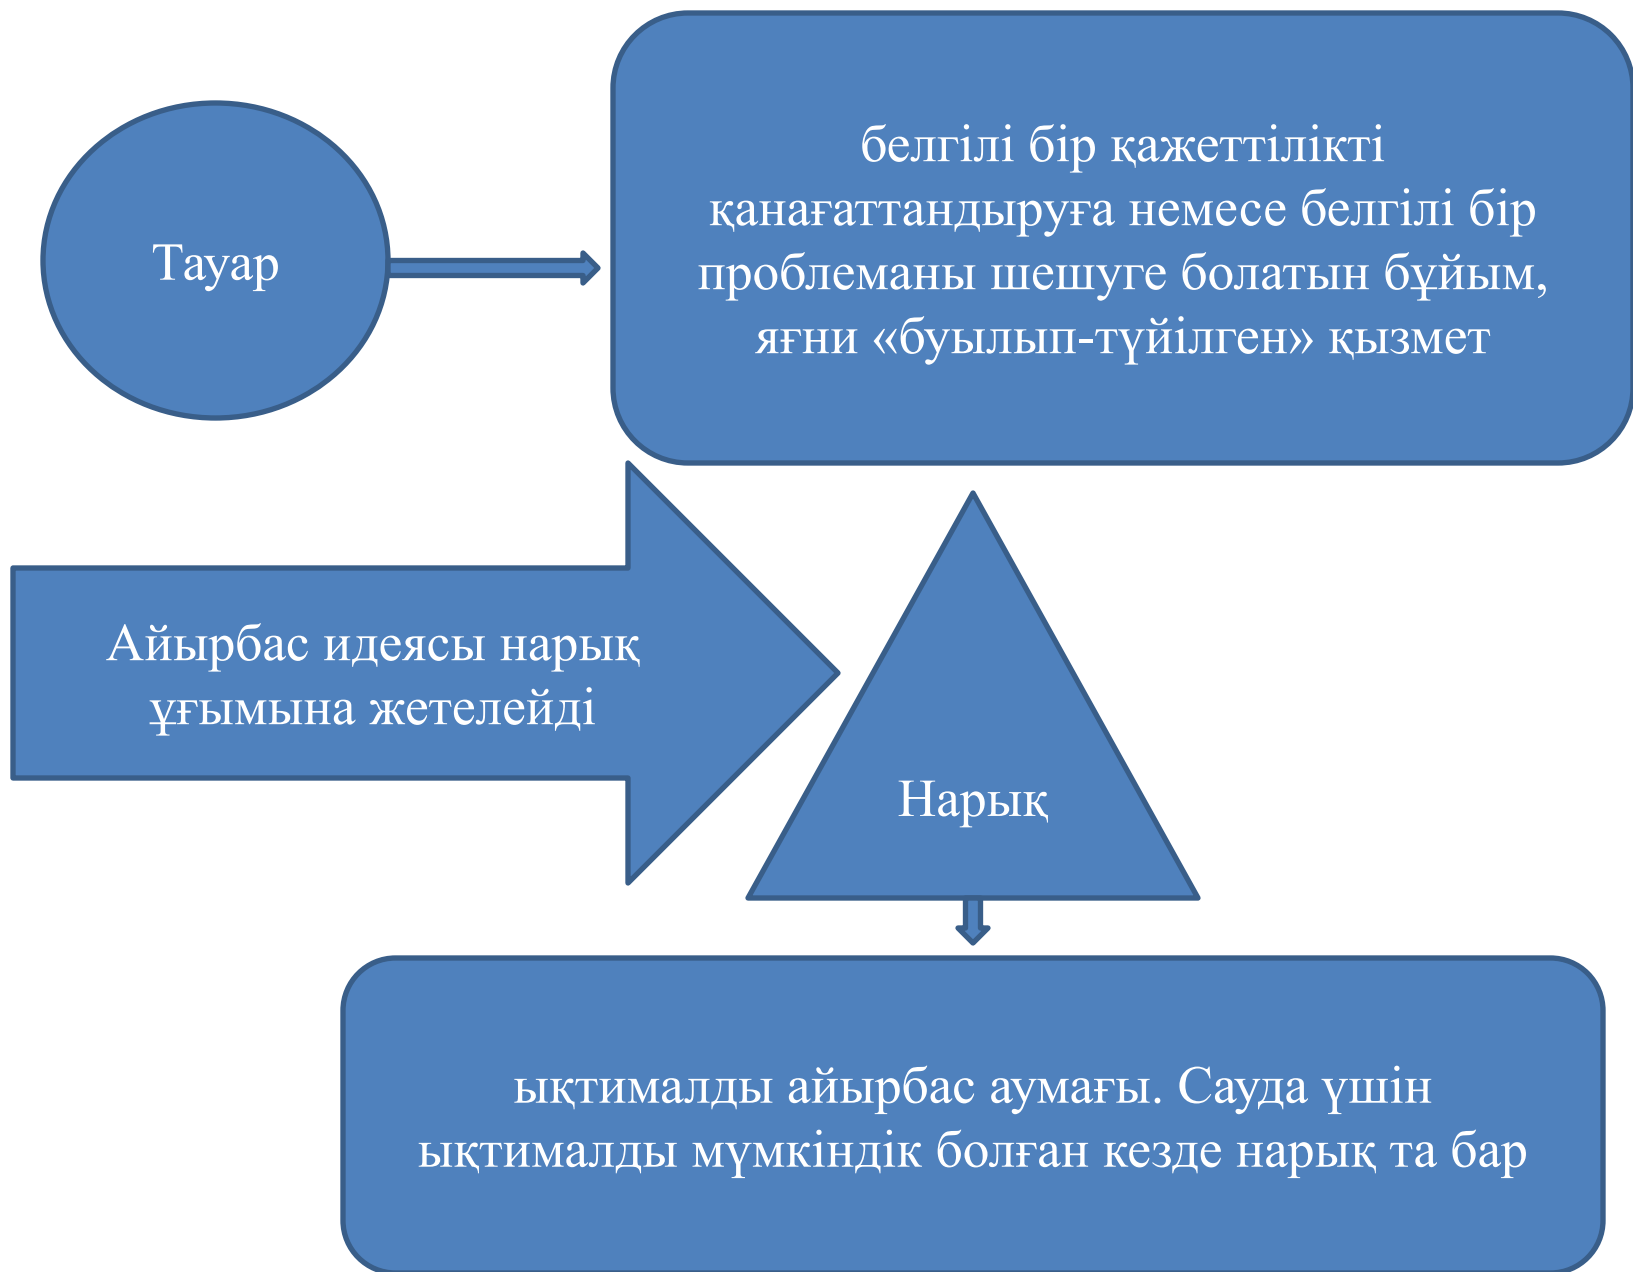 Тауар
белгілі бір қажеттілікті
қанағаттандыруға немесе белгілі бір
проблеманы шешуге болатын бұйым,
яғни «буылып-түйілген» қызмет
Айырбас идеясы нарық
ұғымына жетелейді
Нарық
ықтималды айырбас аумағы. Сауда үшін
ықтималды мүмкіндік болған кезде нарық та бар